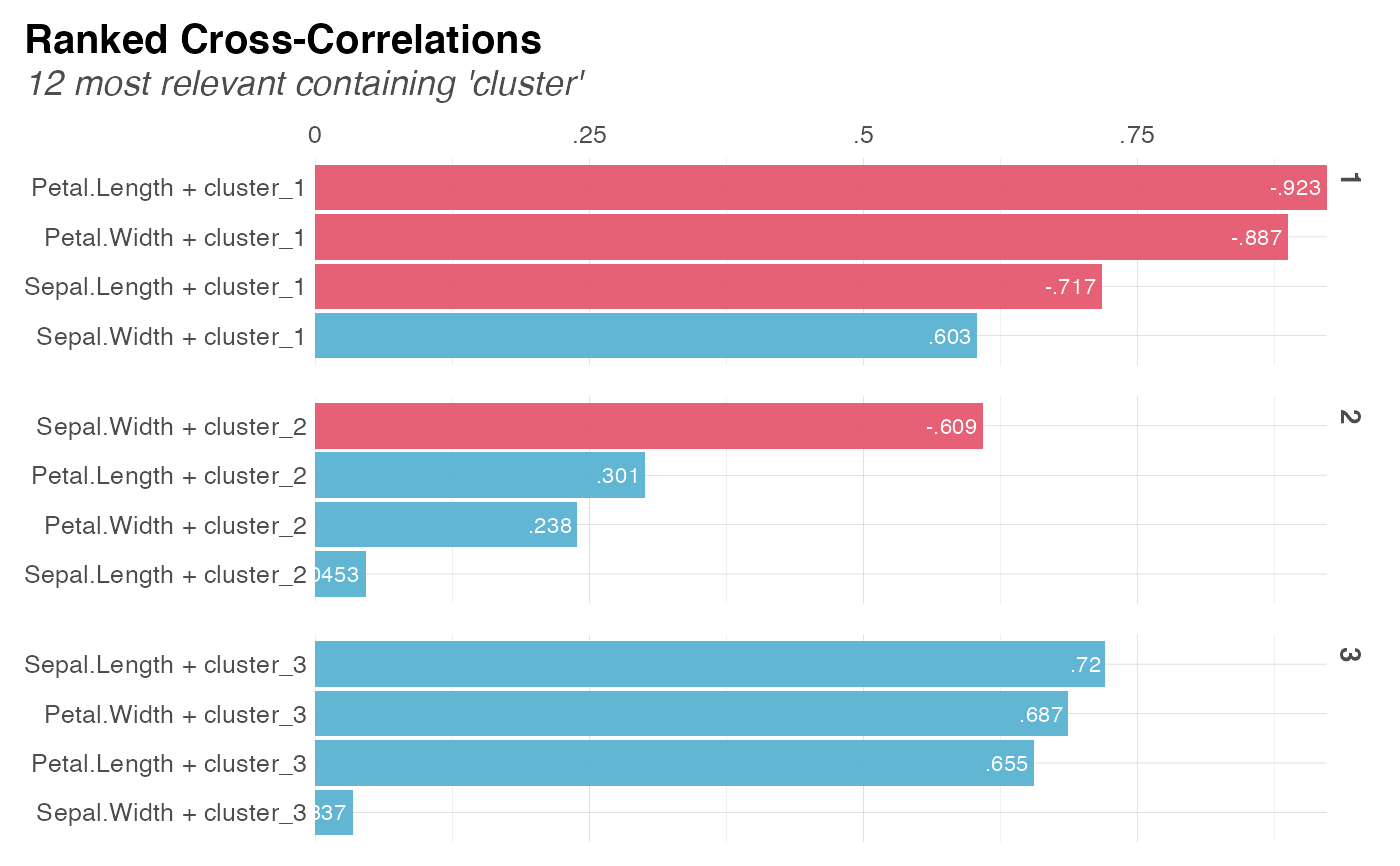 Ranked Cross-Correlations
12 most relevant containing 'cluster'
0 .25 .5 .75
1
Petal.Length + cluster_1 -.923
Petal.Width + cluster_1 -.887
Sepal.Length + cluster_1 -.717
Sepal.Width + cluster_1 .603
2
Sepal.Width + cluster_2 -.609
Petal.Length + cluster_2 .301
Petal.Width + cluster_2 .238
Sepal.Length + cluster_2 0453
3
Sepal.Length + cluster_3 .72
Petal.Width + cluster_3 .687
Petal.Length + cluster_3 .655
Sepal.Width + cluster_3 337